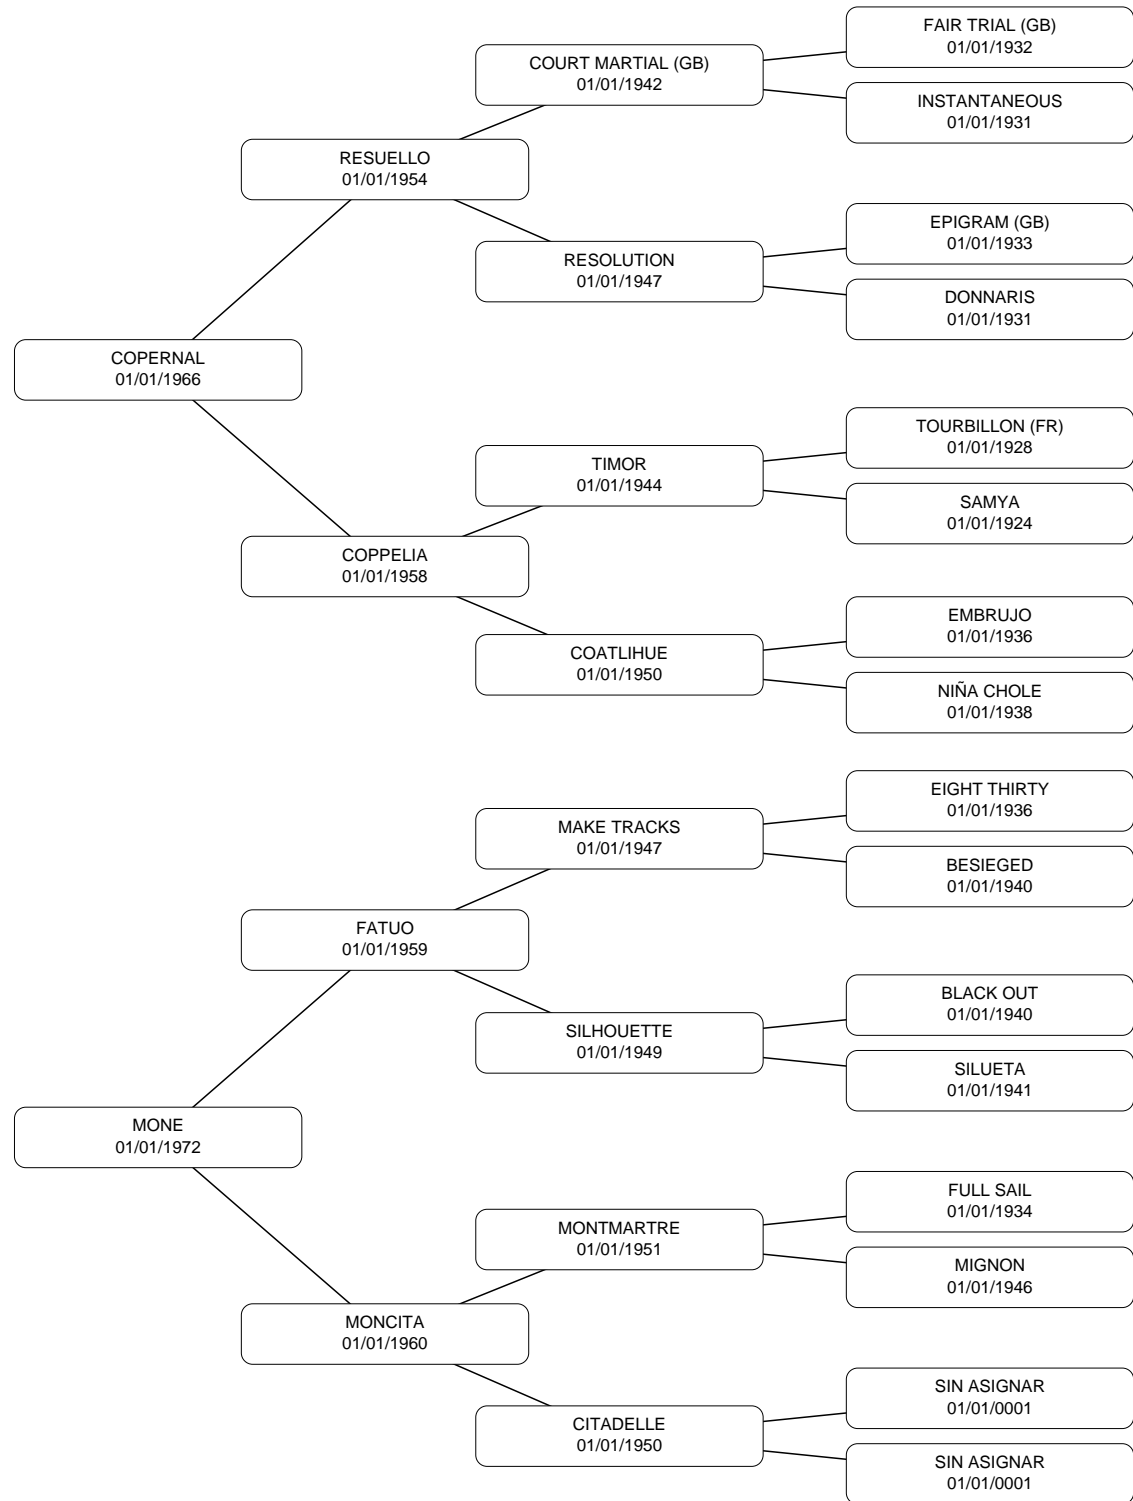 FAIR TRIAL (GB)
01/01/1932
COURT MARTIAL (GB)
01/01/1942
INSTANTANEOUS
01/01/1931
RESUELLO
01/01/1954
EPIGRAM (GB)
01/01/1933
RESOLUTION
01/01/1947
DONNARIS
01/01/1931
COPERNAL
01/01/1966
TOURBILLON (FR)
01/01/1928
TIMOR
01/01/1944
SAMYA
01/01/1924
COPPELIA
01/01/1958
EMBRUJO
01/01/1936
COATLIHUE
01/01/1950
NIÑA CHOLE
01/01/1938
EIGHT THIRTY
01/01/1936
MAKE TRACKS
01/01/1947
BESIEGED
01/01/1940
FATUO
01/01/1959
BLACK OUT
01/01/1940
SILHOUETTE
01/01/1949
SILUETA
01/01/1941
MONE
01/01/1972
FULL SAIL
01/01/1934
MONTMARTRE
01/01/1951
MIGNON
01/01/1946
MONCITA
01/01/1960
SIN ASIGNAR
01/01/0001
CITADELLE
01/01/1950
SIN ASIGNAR
01/01/0001